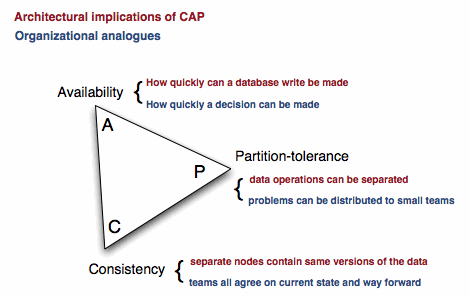 Architectural implications of CAP
Organizational analogues
Availability
How quickly can a database write be made
How quickly a decision can be made
A
Partition-tolerance
P
data operations can be separated
problems can be distributed to small teams
C
Consistency
separate nodes contain same versions of the data
teams all agree on current state and way forward